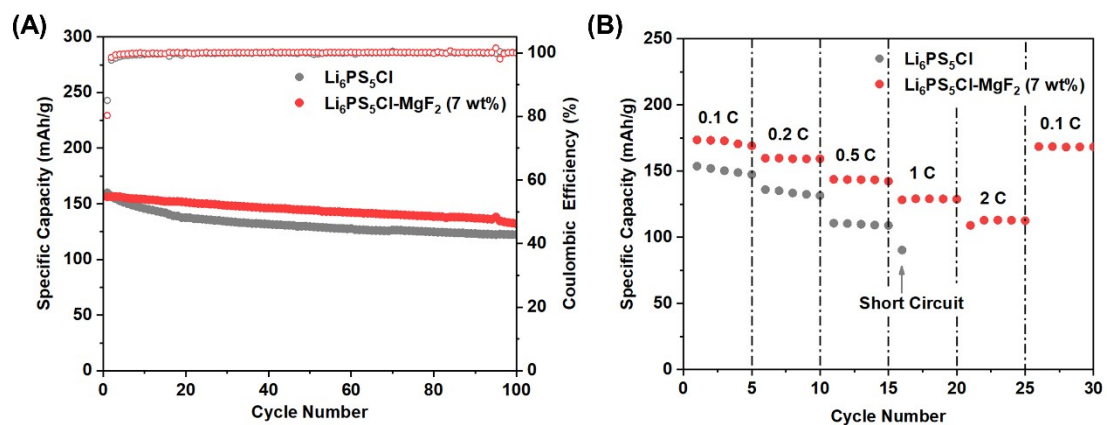 (A)
300
250
200
150
100
50
0
Specific Capacity (mAh/g)
Li₆PS₅Cl
Li₆PS₅Cl-MgF₂ (7 wt%)
100
80
60
40
20
0
Coulombic Efficiency (%)
0 20 40 60 80 100
Cycle Number
(B)
250
200
150
100
50
0
Specific Capacity (mAh/g)
Li₆PS₅Cl
Li₆PS₅Cl-MgF₂ (7 wt%)
0.1 C
0.2 C
0.5 C
1 C
2 C
0.1 C
Short Circuit
0 5 10 15 20 25 30
Cycle Number